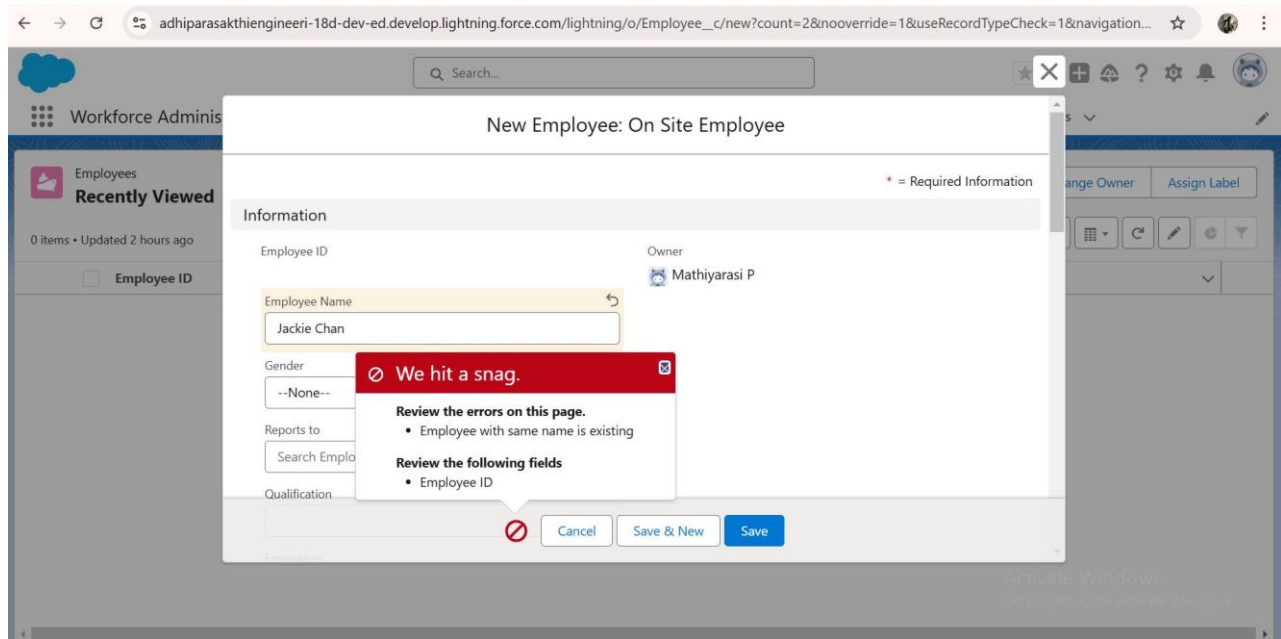 adhiparasakthiengineeri-18d-dev-ed.develop.lightning.force.com/lightning/o/Employee__c/new?count=2&nooverride=1&useRecordTypeCheck=1&navigation...
Search...
Workforce Adminis
s
New Employee: On Site Employee
Employees
Recently Viewed
ange Owner
Assign Label
* = Required Information
Information
0 items • Updated 2 hours ago
Employee ID
Owner
Mathiyarasi P
Employee ID
Employee Name
Jackie Chan
Gender
--None--
We hit a snag.
Review the errors on this page.
• Employee with same name is existing
Reports to
Search Emplo
Review the following fields
• Employee ID
Qualification
Cancel
Save & New
Save
Experience
Activate Windows
Go to Settings to activate Windows.